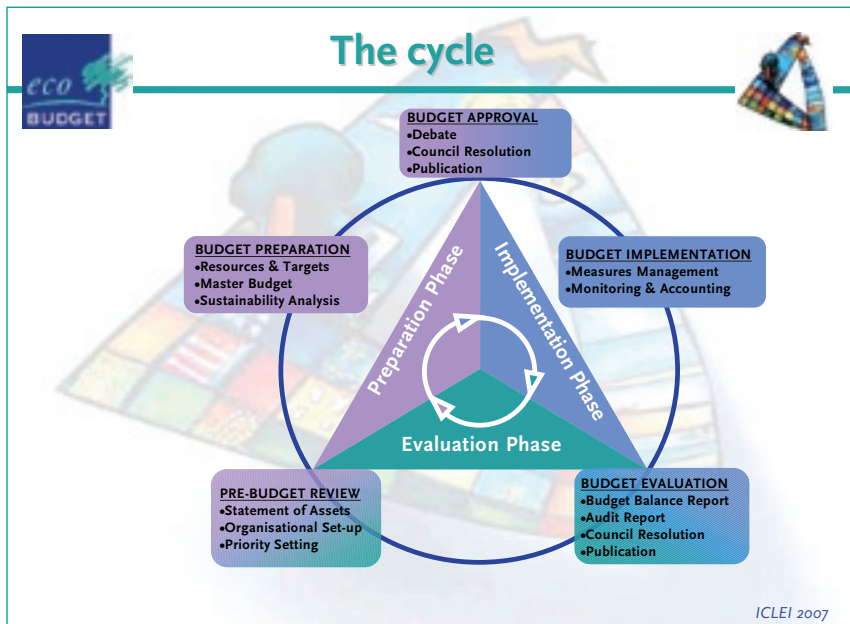 The cycle
eco
BUDGET
BUDGET APPROVAL
•Debate
•Council Resolution
•Publication
BUDGET PREPARATION
•Resources & Targets
•Master Budget
•Sustainability Analysis
BUDGET IMPLEMENTATION
•Measures Management
•Monitoring & Accounting
Preparation Phase
Implementation Phase
Evaluation Phase
PRE-BUDGET REVIEW
•Statement of Assets
•Organisational Set-up
•Priority Setting
BUDGET EVALUATION
•Budget Balance Report
•Audit Report
•Council Resolution
•Publication
ICLEI 2007